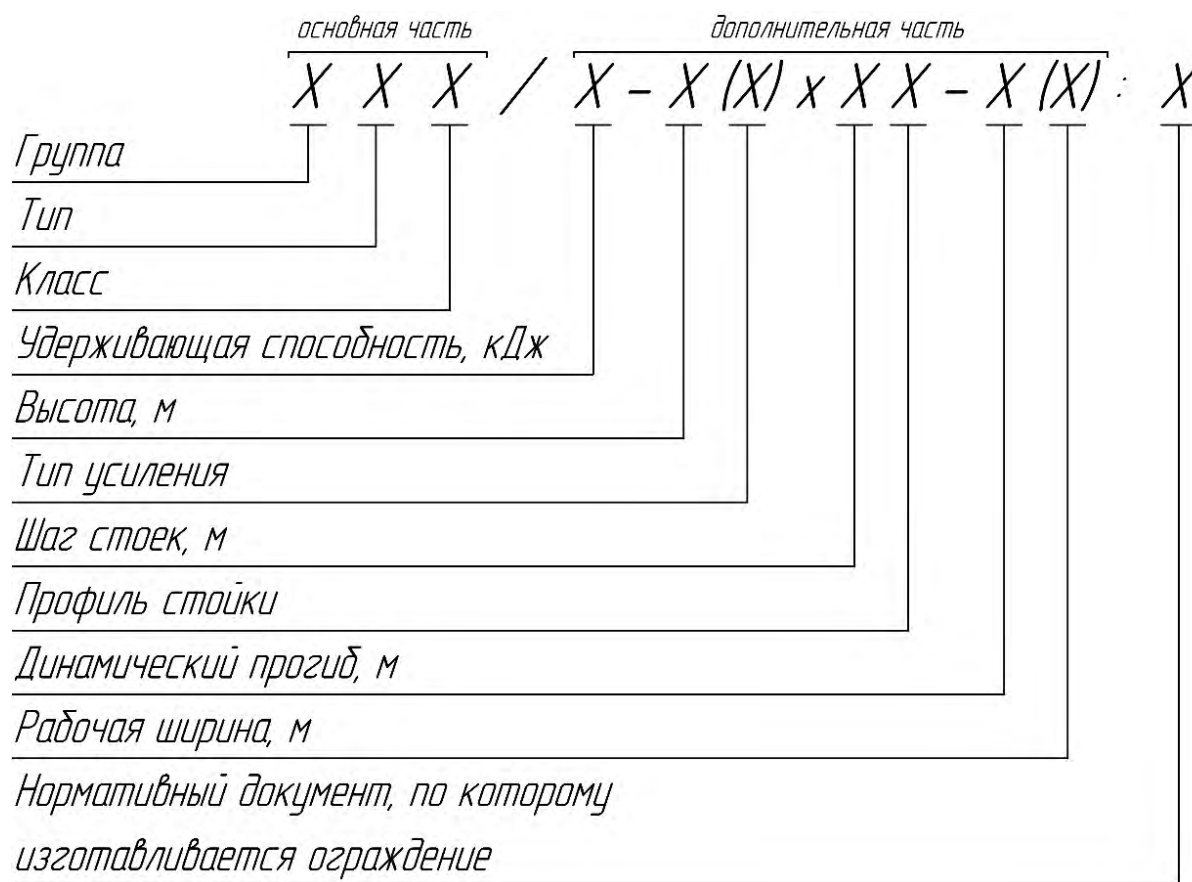 основная часть дополнительная часть
X X X / X - X (X) x X X - X (X) : X
Группа
Тип
Класс
Удерживающая способность, кДж
Высота, м
Тип усиления
Шаг стоек, м
Профиль стойки
Динамический прогиб, м
Рабочая ширина, м
Нормативный документ, по которому
изготавливается ограждение